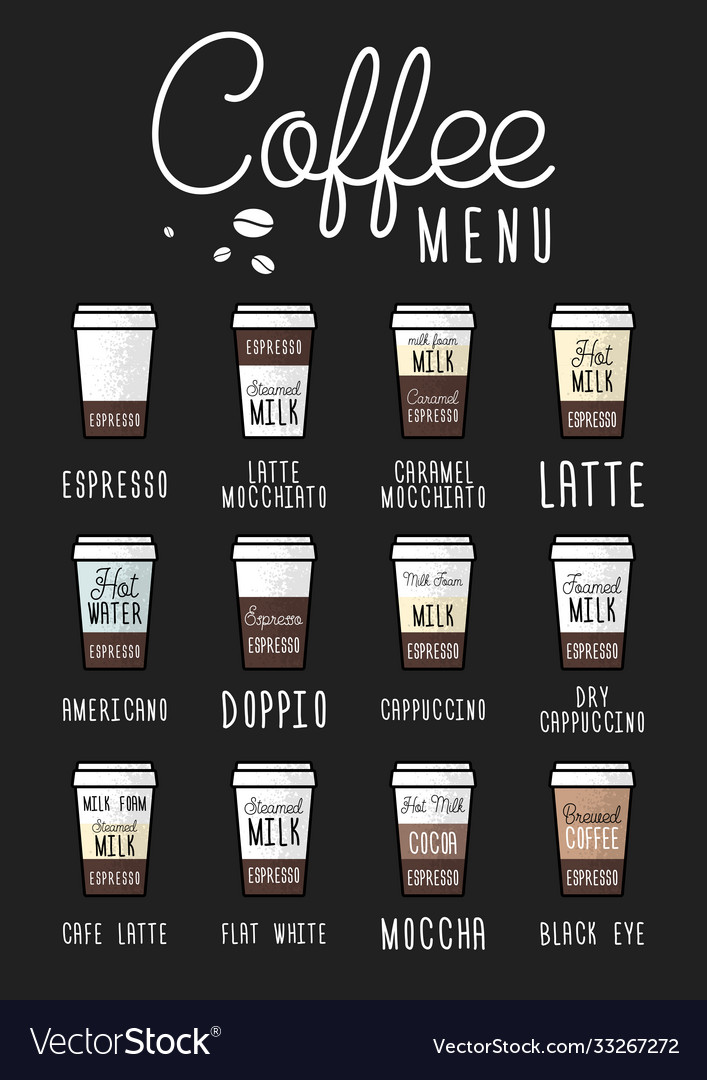 Coffee
MENU
ESPRESSO
ESPRESSO
Steamed
MILK
milk foam
MILK
Caramel
ESPRESSO
Hot
MILK
ESPRESSO
ESPRESSO
LATTE
MOCCHIATO
CARAMEL
MOCCHIATO
LATTE
Hot
WATER
ESPRESSO
Espresso
ESPRESSO
Milk Foam
MILK
ESPRESSO
Foamed
MILK
ESPRESSO
AMERICANO
DOPPIO
CAPPUCCINO
DRY
CAPPUCCINO
MILK FOAM
Steamed
MILK
ESPRESSO
Steamed
MILK
ESPRESSO
Hot Milk
COCOA
ESPRESSO
Brewed
COFFEE
ESPRESSO
CAFE LATTE
FLAT WHITE
MOCCHA
BLACK EYE
VectorStock®
VectorStock.com/33267272